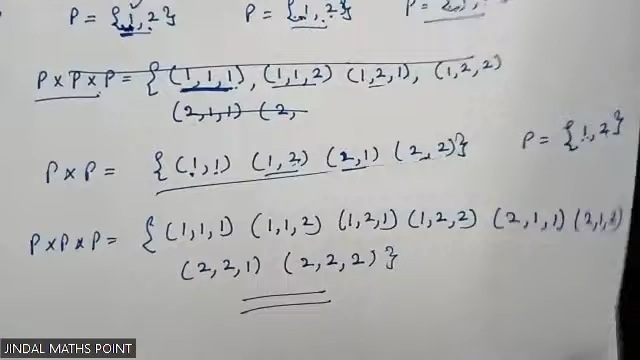 P = {1,2} P = {1,2} P =
P x P x P = { (1,1,1), (1,1,2) (1,2,1), (1,2,2)
(2,1,1) (2,
P x P = { (1,1) (1,2) (2,1) (2,2)} P = {1,2}
P x P x P = { (1,1,1) (1,1,2) (1,2,1) (1,2,2) (2,1,1) (2,1,2)
(2,2,1) (2,2,2) }
JINDAL MATHS POINT